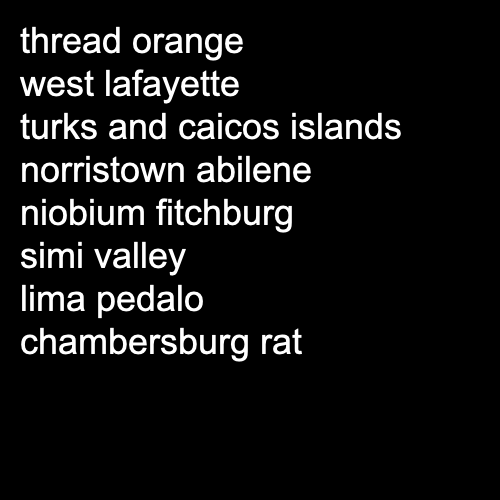 thread orange
west lafayette
turks and caicos islands
norristown abilene
niobium fitchburg
simi valley
lima pedalo
chambersburg rat